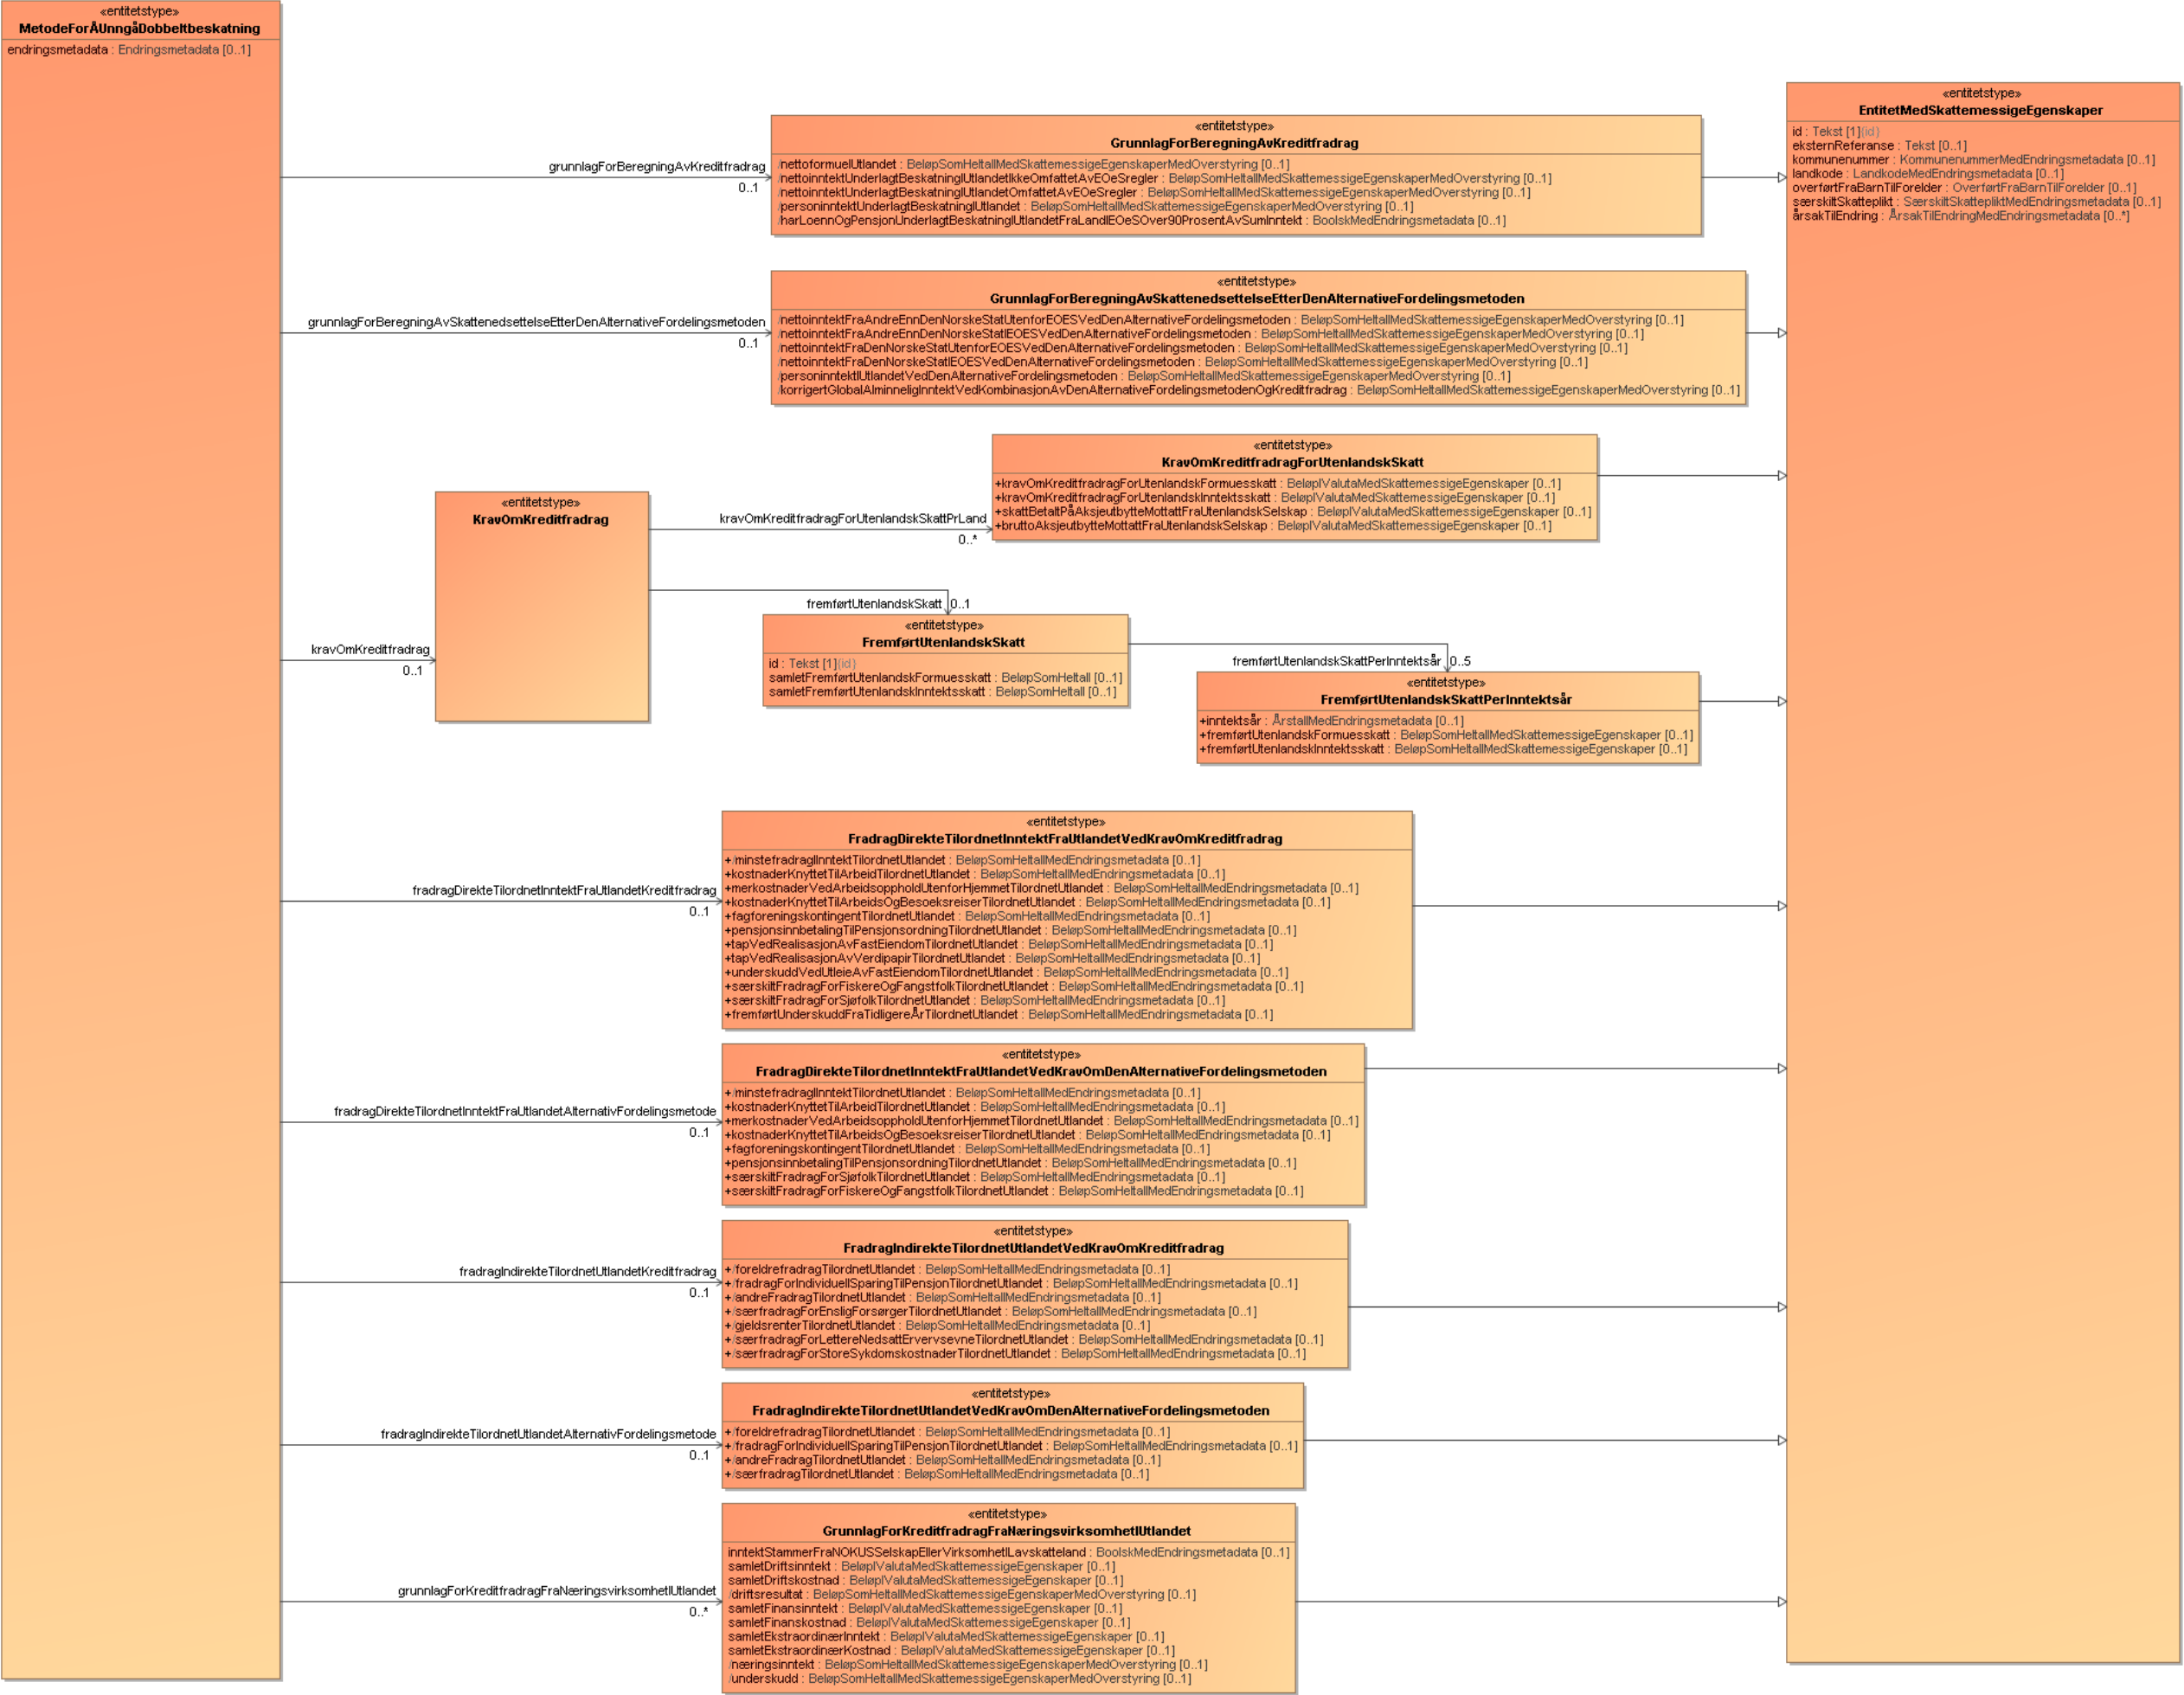 «entitetstype»
MetodeForÅUnngåDobbeltbeskatning
endringsmetadata : Endringsmetadata [0..1]
«entitetstype»
EntitetMedSkattemessigeEgenskaper
id : Tekst [1]{id}
eksternReferanse : Tekst [0..1]
kommunenummer : KommunenummerMedEndringsmetadata [0..1]
landkode : LandkodeMedEndringsmetadata [0..1]
overførtFraBarnTilForelder : OverførtFraBarnTilForelder [0..1]
særskiltSkatteplikt : SærskiltSkattepliktMedEndringsmetadata [0..1]
årsakTilEndring : ÅrsakTilEndringMedEndringsmetadata [0..*]
grunnlagForBeregningAvKreditfradrag
0..1
«entitetstype»
GrunnlagForBeregningAvKreditfradrag
/nettoformueIUtlandet : BeløpSomHeltallMedSkattemessigeEgenskaperMedOverstyring [0..1]
/nettoinntektUnderlagtBeskatningIUtlandetIkkeOmfattetAvEOeSregler : BeløpSomHeltallMedSkattemessigeEgenskaperMedOverstyring [0..1]
/nettoinntektUnderlagtBeskatningIUtlandetOmfattetAvEOeSregler : BeløpSomHeltallMedSkattemessigeEgenskaperMedOverstyring [0..1]
/personinntektUnderlagtBeskatningIUtlandet : BeløpSomHeltallMedSkattemessigeEgenskaperMedOverstyring [0..1]
/harLoennOgPensjonUnderlagtBeskatningIUtlandetFraLandIEOeSOver90ProsentAvSumInntekt : BoolskMedEndringsmetadata [0..1]
grunnlagForBeregningAvSkattenedsettelseEtterDenAlternativeFordelingsmetoden
0..1
«entitetstype»
GrunnlagForBeregningAvSkattenedsettelseEtterDenAlternativeFordelingsmetoden
/nettoinntektFraAndreEnnDenNorskeStatUtenforEOESVedDenAlternativeFordelingsmetoden : BeløpSomHeltallMedSkattemessigeEgenskaperMedOverstyring [0..1]
/nettoinntektFraAndreEnnDenNorskeStatIEOESVedDenAlternativeFordelingsmetoden : BeløpSomHeltallMedSkattemessigeEgenskaperMedOverstyring [0..1]
/nettoinntektFraDenNorskeStatUtenforEOESVedDenAlternativeFordelingsmetoden : BeløpSomHeltallMedSkattemessigeEgenskaperMedOverstyring [0..1]
/nettoinntektFraDenNorskeStatIEOESVedDenAlternativeFordelingsmetoden : BeløpSomHeltallMedSkattemessigeEgenskaperMedOverstyring [0..1]
/personinntektIUtlandetVedDenAlternativeFordelingsmetoden : BeløpSomHeltallMedSkattemessigeEgenskaperMedOverstyring [0..1]
/korrigertGlobalAlminneligInntektVedKombinasjonAvDenAlternativeFordelingsmetodenOgKreditfradrag : BeløpSomHeltallMedSkattemessigeEgenskaperMedOverstyring [0..1]
kravOmKreditfradrag
0..1
«entitetstype»
KravOmKreditfradrag
kravOmKreditfradragForUtenlandskSkattPrLand
0..*
«entitetstype»
KravOmKreditfradragForUtenlandskSkatt
+kravOmKreditfradragForUtenlandskFormuesskatt : BeløpIValutaMedSkattemessigeEgenskaper [0..1]
+kravOmKreditfradragForUtenlandskInntektsskatt : BeløpIValutaMedSkattemessigeEgenskaper [0..1]
+skattBetaltPåAksjeutbytteMottattFraUtenlandskSelskap : BeløpIValutaMedSkattemessigeEgenskaper [0..1]
+bruttoAksjeutbytteMottattFraUtenlandskSelskap : BeløpIValutaMedSkattemessigeEgenskaper [0..1]
fremførtUtenlandskSkatt 0..1
«entitetstype»
FremførtUtenlandskSkatt
id : Tekst [1]{id}
samletFremførtUtenlandskFormuesskatt : BeløpSomHeltall [0..1]
samletFremførtUtenlandskInntektsskatt : BeløpSomHeltall [0..1]
fremførtUtenlandskSkattPerInntektsår 0..5
«entitetstype»
FremførtUtenlandskSkattPerInntektsår
+inntektsår : ÅrstallMedEndringsmetadata [0..1]
+fremførtUtenlandskFormuesskatt : BeløpSomHeltallMedSkattemessigeEgenskaper [0..1]
+fremførtUtenlandskInntektsskatt : BeløpSomHeltallMedSkattemessigeEgenskaper [0..1]
fradragDirekteTilordnetInntektFraUtlandetKreditfradrag
0..1
«entitetstype»
FradragDirekteTilordnetInntektFraUtlandetVedKravOmKreditfradrag
+/minstefradragIInntektTilordnetUtlandet : BeløpSomHeltallMedEndringsmetadata [0..1]
+kostnaderKnyttetTilArbeidTilordnetUtlandet : BeløpSomHeltallMedEndringsmetadata [0..1]
+merkostnaderVedArbeidsoppholdUtenforHjemmetTilordnetUtlandet : BeløpSomHeltallMedEndringsmetadata [0..1]
+kostnaderKnyttetTilArbeidsOgBesoeksreiserTilordnetUtlandet : BeløpSomHeltallMedEndringsmetadata [0..1]
+fagforeningskontingentTilordnetUtlandet : BeløpSomHeltallMedEndringsmetadata [0..1]
+pensjonsinnbetalingTilPensjonsordningTilordnetUtlandet : BeløpSomHeltallMedEndringsmetadata [0..1]
+tapVedRealisasjonAvFastEiendomTilordnetUtlandet : BeløpSomHeltallMedEndringsmetadata [0..1]
+tapVedRealisasjonAvVerdipapirTilordnetUtlandet : BeløpSomHeltallMedEndringsmetadata [0..1]
+underskuddVedUtleieAvFastEiendomTilordnetUtlandet : BeløpSomHeltallMedEndringsmetadata [0..1]
+særskiltFradragForFiskereOgFangstfolkTilordnetUtlandet : BeløpSomHeltallMedEndringsmetadata [0..1]
+særskiltFradragForSjøfolkTilordnetUtlandet : BeløpSomHeltallMedEndringsmetadata [0..1]
+fremførtUnderskuddFraTidligereÅrTilordnetUtlandet : BeløpSomHeltallMedEndringsmetadata [0..1]
fradragDirekteTilordnetInntektFraUtlandetAlternativFordelingsmetode
0..1
«entitetstype»
FradragDirekteTilordnetInntektFraUtlandetVedKravOmDenAlternativeFordelingsmetoden
+/minstefradragIInntektTilordnetUtlandet : BeløpSomHeltallMedEndringsmetadata [0..1]
+kostnaderKnyttetTilArbeidTilordnetUtlandet : BeløpSomHeltallMedEndringsmetadata [0..1]
+merkostnaderVedArbeidsoppholdUtenforHjemmetTilordnetUtlandet : BeløpSomHeltallMedEndringsmetadata [0..1]
+kostnaderKnyttetTilArbeidsOgBesoeksreiserTilordnetUtlandet : BeløpSomHeltallMedEndringsmetadata [0..1]
+fagforeningskontingentTilordnetUtlandet : BeløpSomHeltallMedEndringsmetadata [0..1]
+pensjonsinnbetalingTilPensjonsordningTilordnetUtlandet : BeløpSomHeltallMedEndringsmetadata [0..1]
+særskiltFradragForSjøfolkTilordnetUtlandet : BeløpSomHeltallMedEndringsmetadata [0..1]
+særskiltFradragForFiskereOgFangstfolkTilordnetUtlandet : BeløpSomHeltallMedEndringsmetadata [0..1]
fradragIndirekteTilordnetUtlandetKreditfradrag
0..1
«entitetstype»
FradragIndirekteTilordnetUtlandetVedKravOmKreditfradrag
+/foreldrefradragTilordnetUtlandet : BeløpSomHeltallMedEndringsmetadata [0..1]
+/fradragForIndividuellSparingTilPensjonTilordnetUtlandet : BeløpSomHeltallMedEndringsmetadata [0..1]
+/andreFradragTilordnetUtlandet : BeløpSomHeltallMedEndringsmetadata [0..1]
+/særfradragForEnsligForsørgerTilordnetUtlandet : BeløpSomHeltallMedEndringsmetadata [0..1]
+/gjeldsrenterTilordnetUtlandet : BeløpSomHeltallMedEndringsmetadata [0..1]
+/særfradragForLettereNedsattErvervsevneTilordnetUtlandet : BeløpSomHeltallMedEndringsmetadata [0..1]
+/særfradragForStoreSykdomskostnaderTilordnetUtlandet : BeløpSomHeltallMedEndringsmetadata [0..1]
fradragIndirekteTilordnetUtlandetAlternativFordelingsmetode
0..1
«entitetstype»
FradragIndirekteTilordnetUtlandetVedKravOmDenAlternativeFordelingsmetoden
+/foreldrefradragTilordnetUtlandet : BeløpSomHeltallMedEndringsmetadata [0..1]
+/fradragForIndividuellSparingTilPensjonTilordnetUtlandet : BeløpSomHeltallMedEndringsmetadata [0..1]
+/andreFradragTilordnetUtlandet : BeløpSomHeltallMedEndringsmetadata [0..1]
+/særfradragTilordnetUtlandet : BeløpSomHeltallMedEndringsmetadata [0..1]
grunnlagForKreditfradragFraNæringsvirksomhetIUtlandet
0..*
«entitetstype»
GrunnlagForKreditfradragFraNæringsvirksomhetIUtlandet
inntektStammerFraNOKUSSelskapEllerVirksomhetILavskatteland : BoolskMedEndringsmetadata [0..1]
samletDriftsinntekt : BeløpIValutaMedSkattemessigeEgenskaper [0..1]
samletDriftskostnad : BeløpIValutaMedSkattemessigeEgenskaper [0..1]
/driftsresultat : BeløpSomHeltallMedSkattemessigeEgenskaperMedOverstyring [0..1]
samletFinansinntekt : BeløpIValutaMedSkattemessigeEgenskaper [0..1]
samletFinanskostnad : BeløpIValutaMedSkattemessigeEgenskaper [0..1]
samletEkstraordinærInntekt : BeløpIValutaMedSkattemessigeEgenskaper [0..1]
samletEkstraordinærKostnad : BeløpIValutaMedSkattemessigeEgenskaper [0..1]
/næringsinntekt : BeløpSomHeltallMedSkattemessigeEgenskaperMedOverstyring [0..1]
/underskudd : BeløpSomHeltallMedSkattemessigeEgenskaperMedOverstyring [0..1]